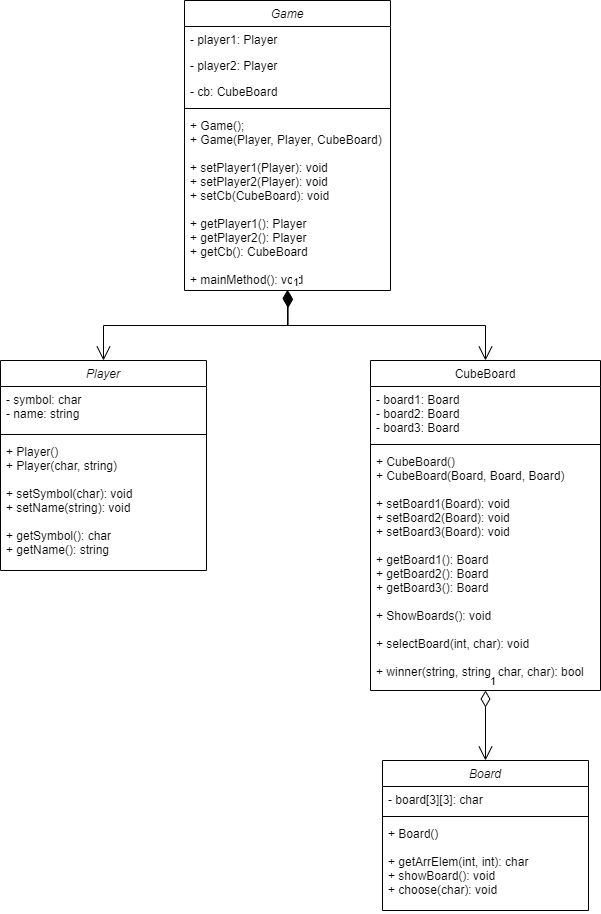 Game
- player1: Player
- player2: Player
- cb: CubeBoard
+ Game();
+ Game(Player, Player, CubeBoard)
+ setPlayer1(Player): void
+ setPlayer2(Player): void
+ setCb(CubeBoard): void
+ getPlayer1(): Player
+ getPlayer2(): Player
+ getCb(): CubeBoard
+ mainMethod(): void
1
Player
- symbol: char
- name: string
+ Player()
+ Player(char, string)
+ setSymbol(char): void
+ setName(string): void
+ getSymbol(): char
+ getName(): string
CubeBoard
- board1: Board
- board2: Board
- board3: Board
+ CubeBoard()
+ CubeBoard(Board, Board, Board)
+ setBoard1(Board): void
+ setBoard2(Board): void
+ setBoard3(Board): void
+ getBoard1(): Board
+ getBoard2(): Board
+ getBoard3(): Board
+ ShowBoards(): void
+ selectBoard(int, char): void
+ winner(string, string, char, char): bool
1
Board
- board[3][3]: char
+ Board()
+ getArrElem(int, int): char
+ showBoard(): void
+ choose(char): void